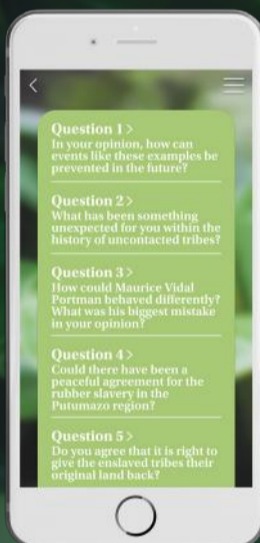 Question 1 >
In your opinion, how can
events like these examples be
prevented in the future?
Question 2 >
What has been something
unexpected for you within the
history of uncontacted tribes?
Question 3 >
How could Maurice Vidal
Portman behaved differently?
What was his biggest mistake
in your opinion?
Question 4 >
Could there have been a
peaceful agreement for the
rubber slavery in the
Putumazo region?
Question 5 >
Do you agree that it is right to
give the enslaved tribes their
original land back?